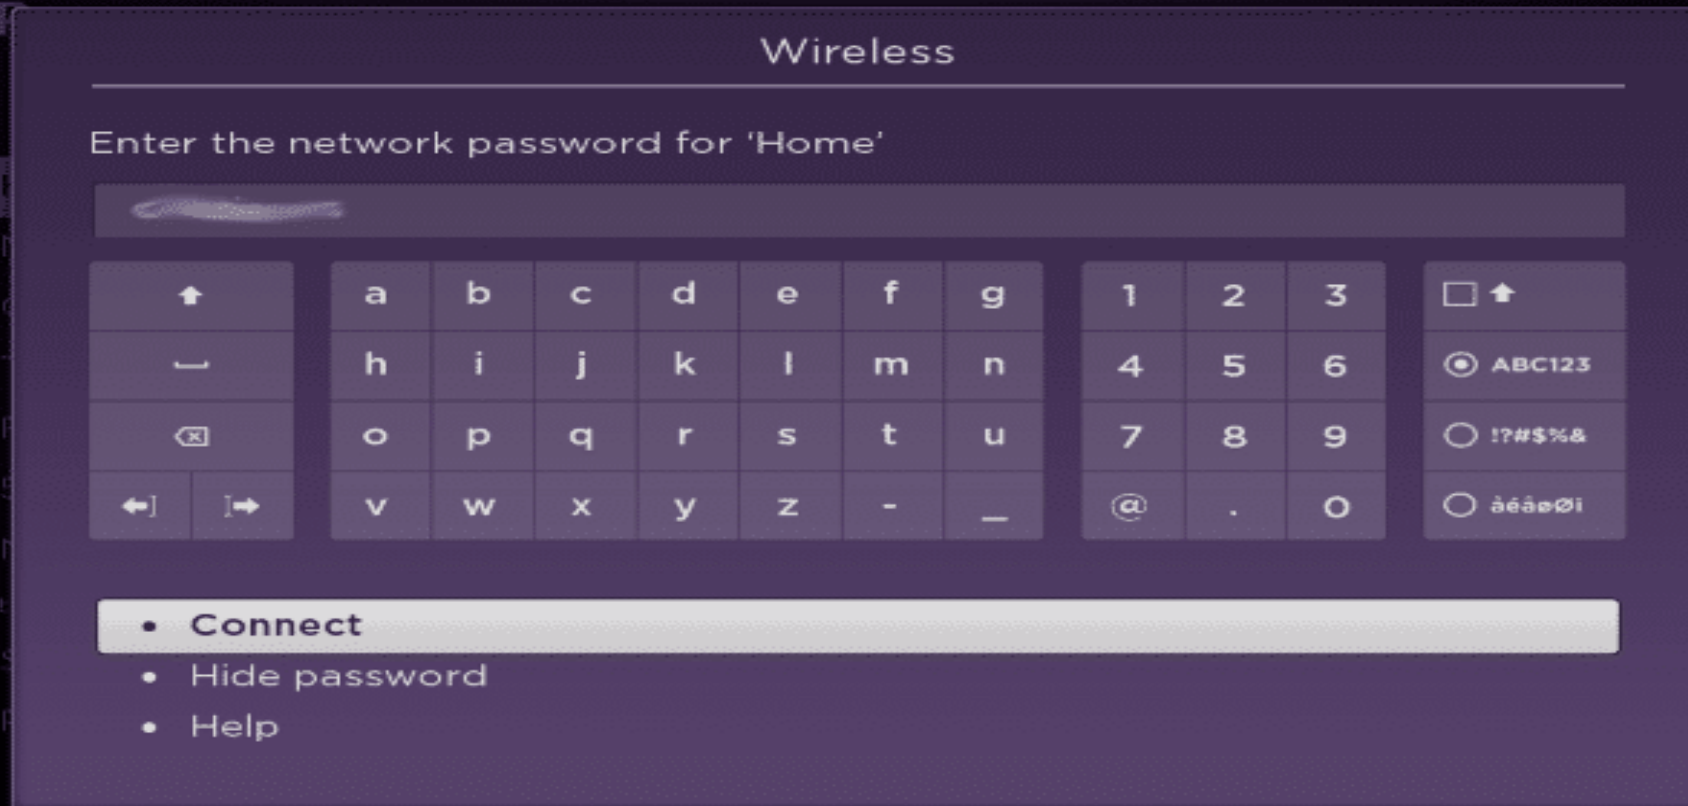 Wireless
Enter the network password for ‘Home’
a b c d e f g 1 2 3
h i j k l m n 4 5 6 ABC123
o p q r s t u 7 8 9 !?#$%&
v w x y z - _ @ . 0 àéâøØi
• Connect
• Hide password
• Help